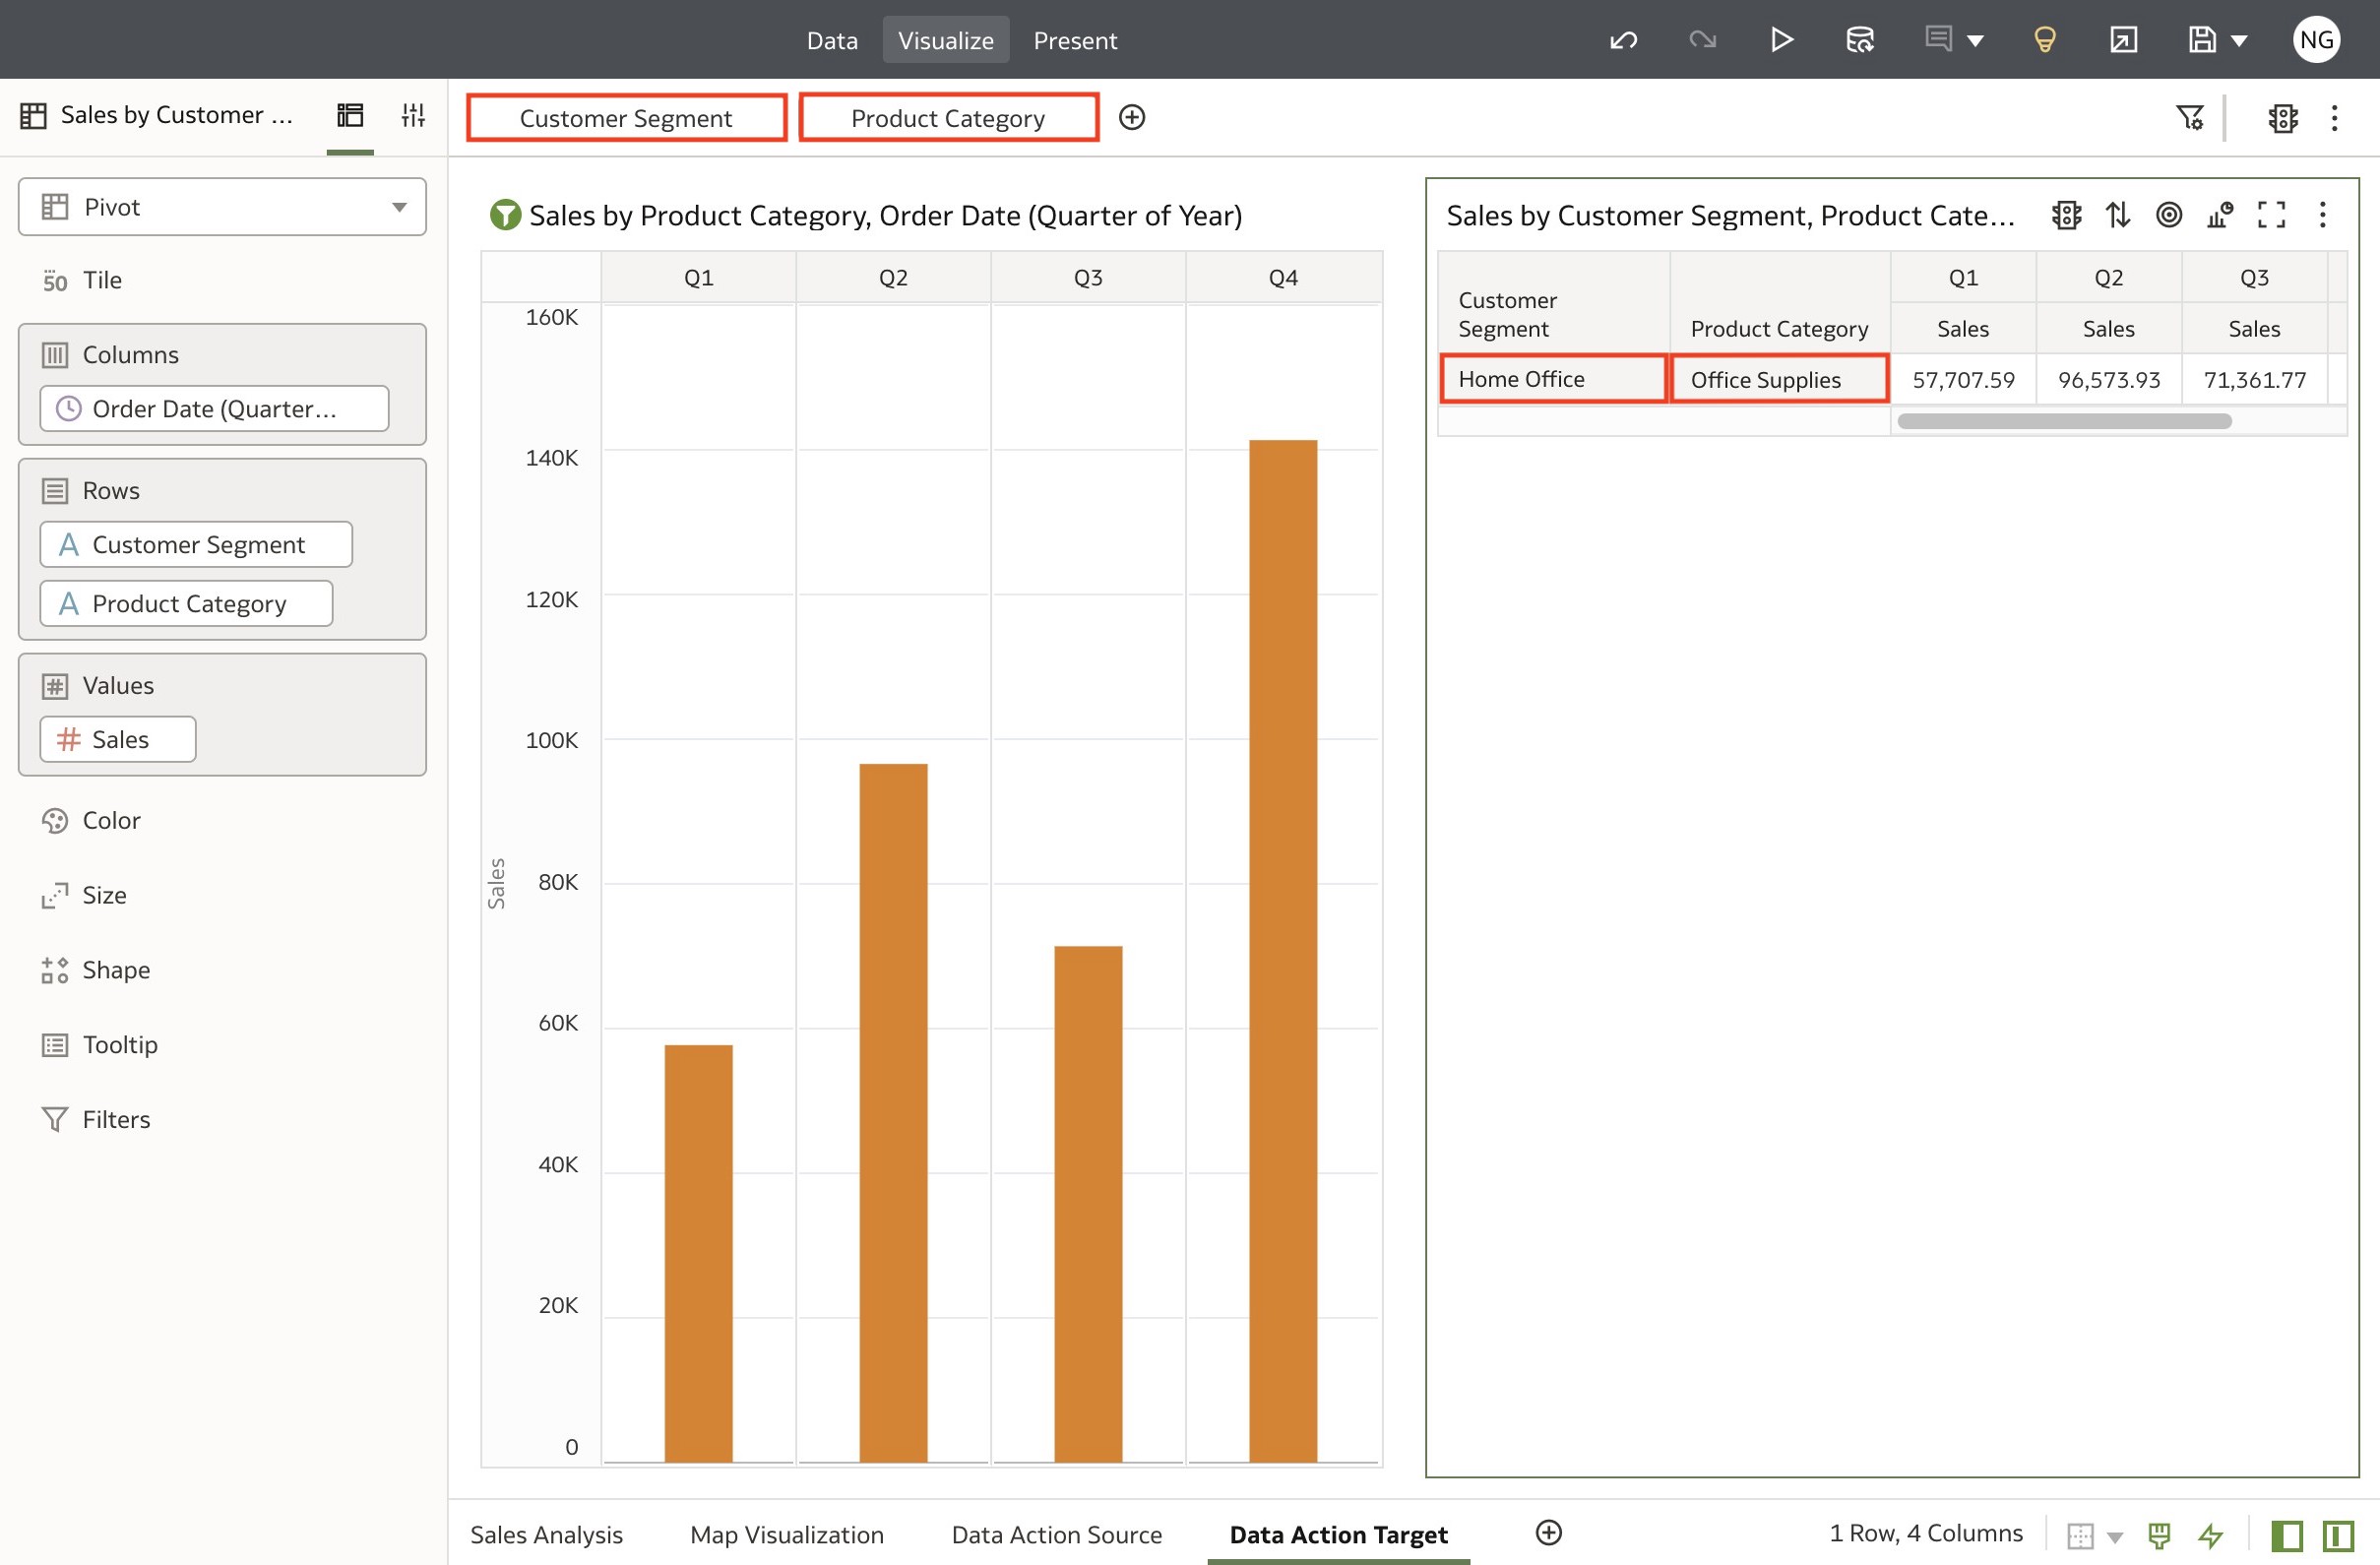 Data Visualize Present NG
Sales by Customer ...
Customer Segment Product Category
Pivot
50 Tile
Columns
Order Date (Quarter...
Rows
A Customer Segment
A Product Category
Values
# Sales
Color
Size
Shape
Tooltip
Filters
Sales by Product Category, Order Date (Quarter of Year)
Q1 Q2 Q3 Q4
160K
140K
120K
100K
80K
60K
40K
20K
0
Sales
Sales by Customer Segment, Product Cate...
Customer Segment Product Category Q1 Q2 Q3
Sales Sales Sales
Home Office Office Supplies 57,707.59 96,573.93 71,361.77
Sales Analysis Map Visualization Data Action Source Data Action Target 1 Row, 4 Columns